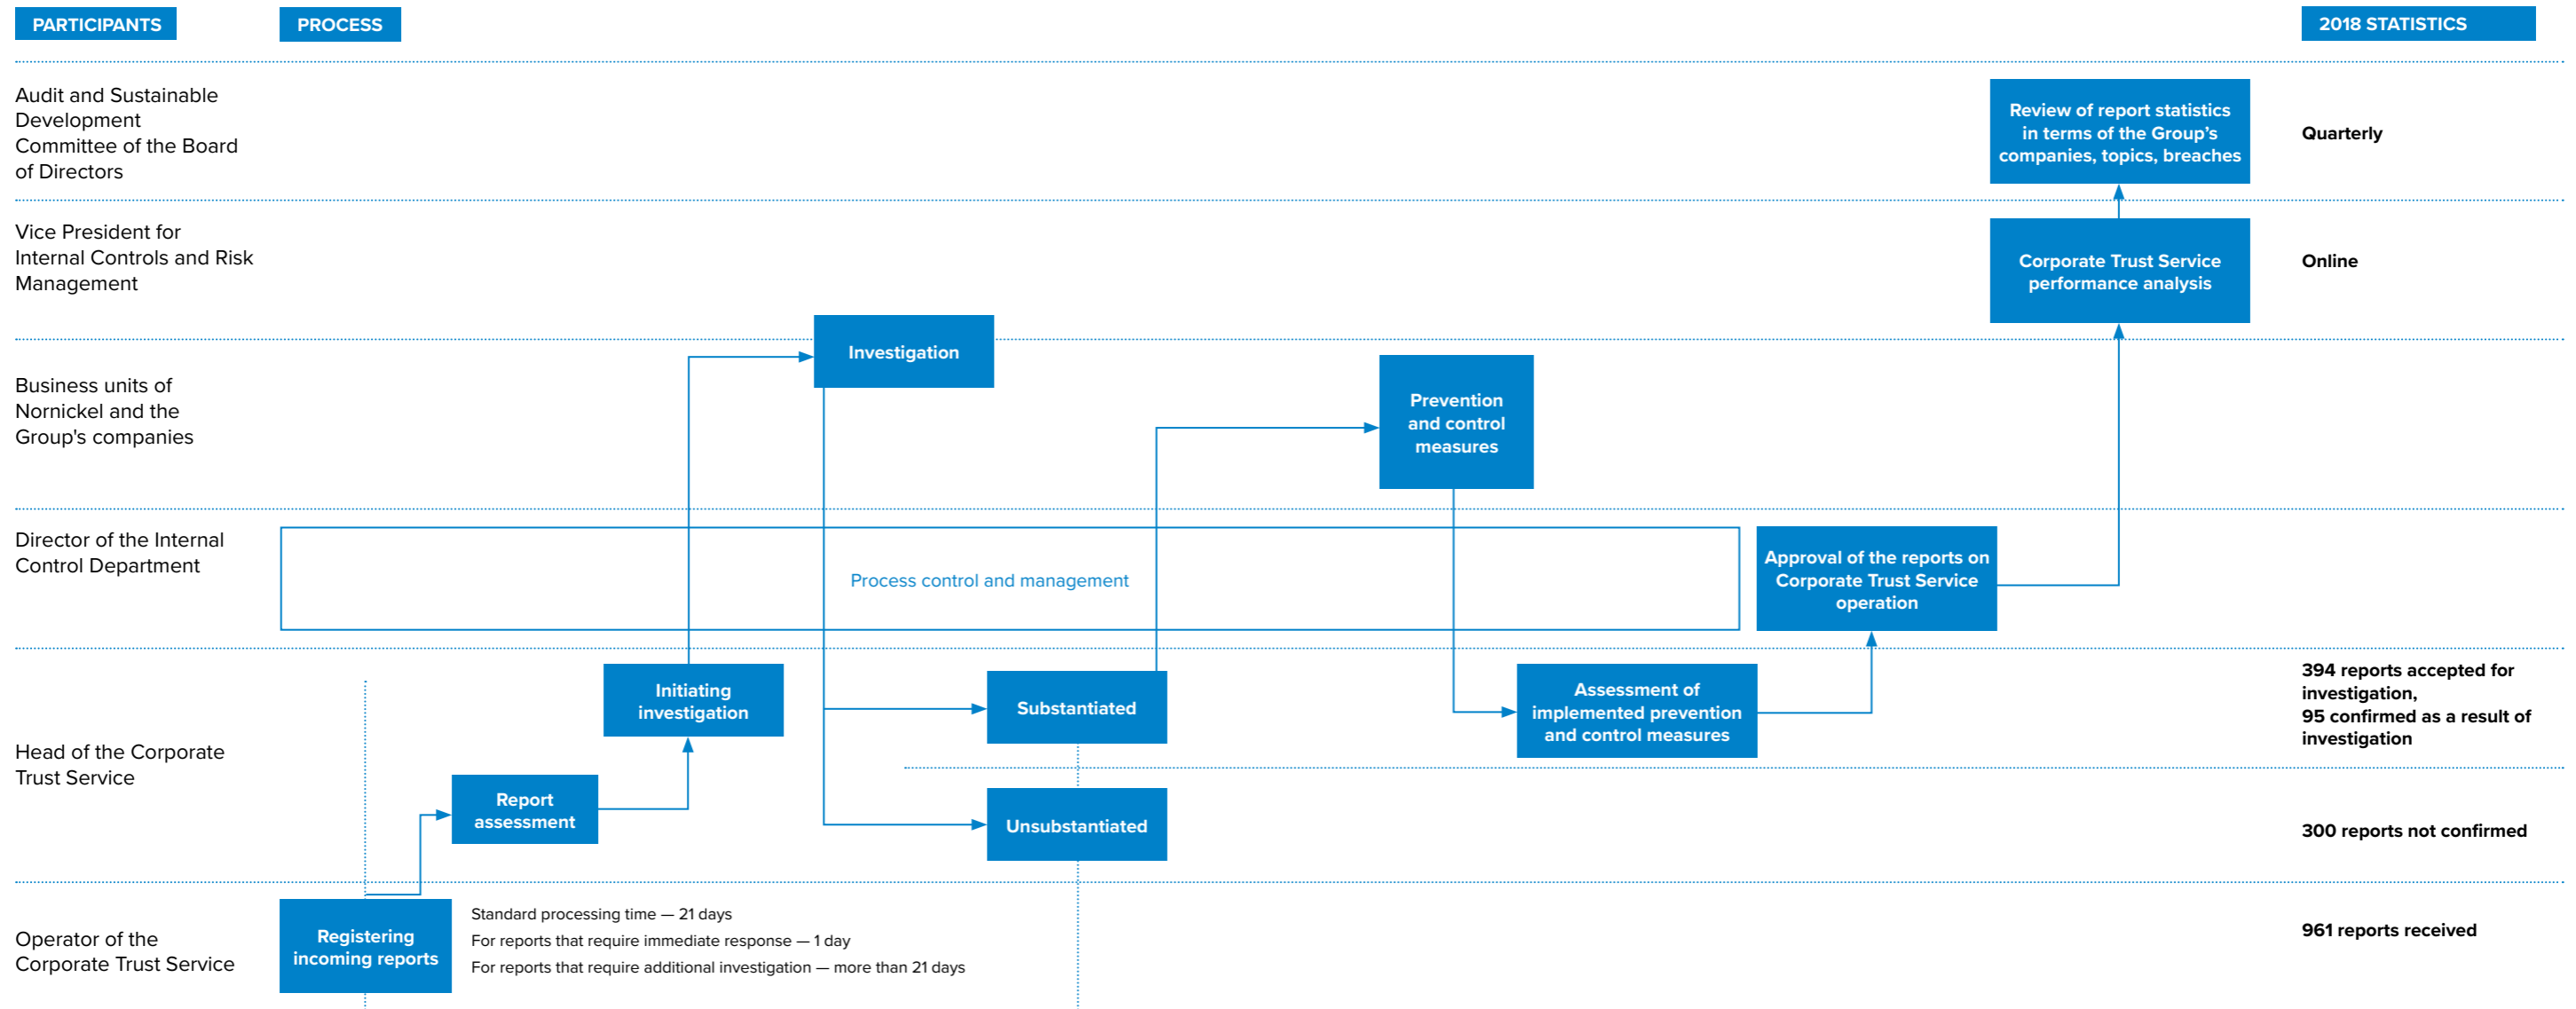 PARTICIPANTS
PROCESS
2018 STATISTICS
Audit and Sustainable
Development
Committee of the Board
of Directors
Review of report statistics
in terms of the Group’s
companies, topics, breaches
Quarterly
Vice President for
Internal Controls and Risk
Management
Corporate Trust Service
performance analysis
Online
Investigation
Business units of
Nornickel and the
Group's companies
Prevention
and control
measures
Director of the Internal
Control Department
Process control and management
Approval of the reports on
Corporate Trust Service
operation
Head of the Corporate
Trust Service
Initiating
investigation
Report
assessment
Substantiated
Unsubstantiated
Assessment of
implemented prevention
and control measures
394 reports accepted for
investigation,
95 confirmed as a result of
investigation
300 reports not confirmed
Operator of the
Corporate Trust Service
Registering
incoming reports
Standard processing time — 21 days
For reports that require immediate response — 1 day
For reports that require additional investigation — more than 21 days
961 reports received